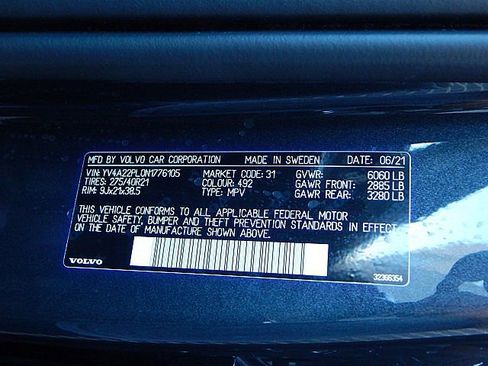 MFD BY VOLVO CAR CORPORATION MADE IN SWEDEN DATE: 06/21
VIN: YV4A22PL0N1776105 MARKET CODE: 31 GVWR: 6060 LB
TIRES: 275/40R21 COLOUR: 492 GAWR FRONT: 2885 LB
RIM: 9Jx21x38.5 TYPE: MPV GAWR REAR: 3280 LB
THIS VEHICLE CONFORMS TO ALL APPLICABLE FEDERAL MOTOR
VEHICLE SAFETY, BUMPER AND THEFT PREVENTION STANDARDS IN EFFECT
ON THE DATE OF MANUFACTURE SHOWN ABOVE.
VOLVO 32366354